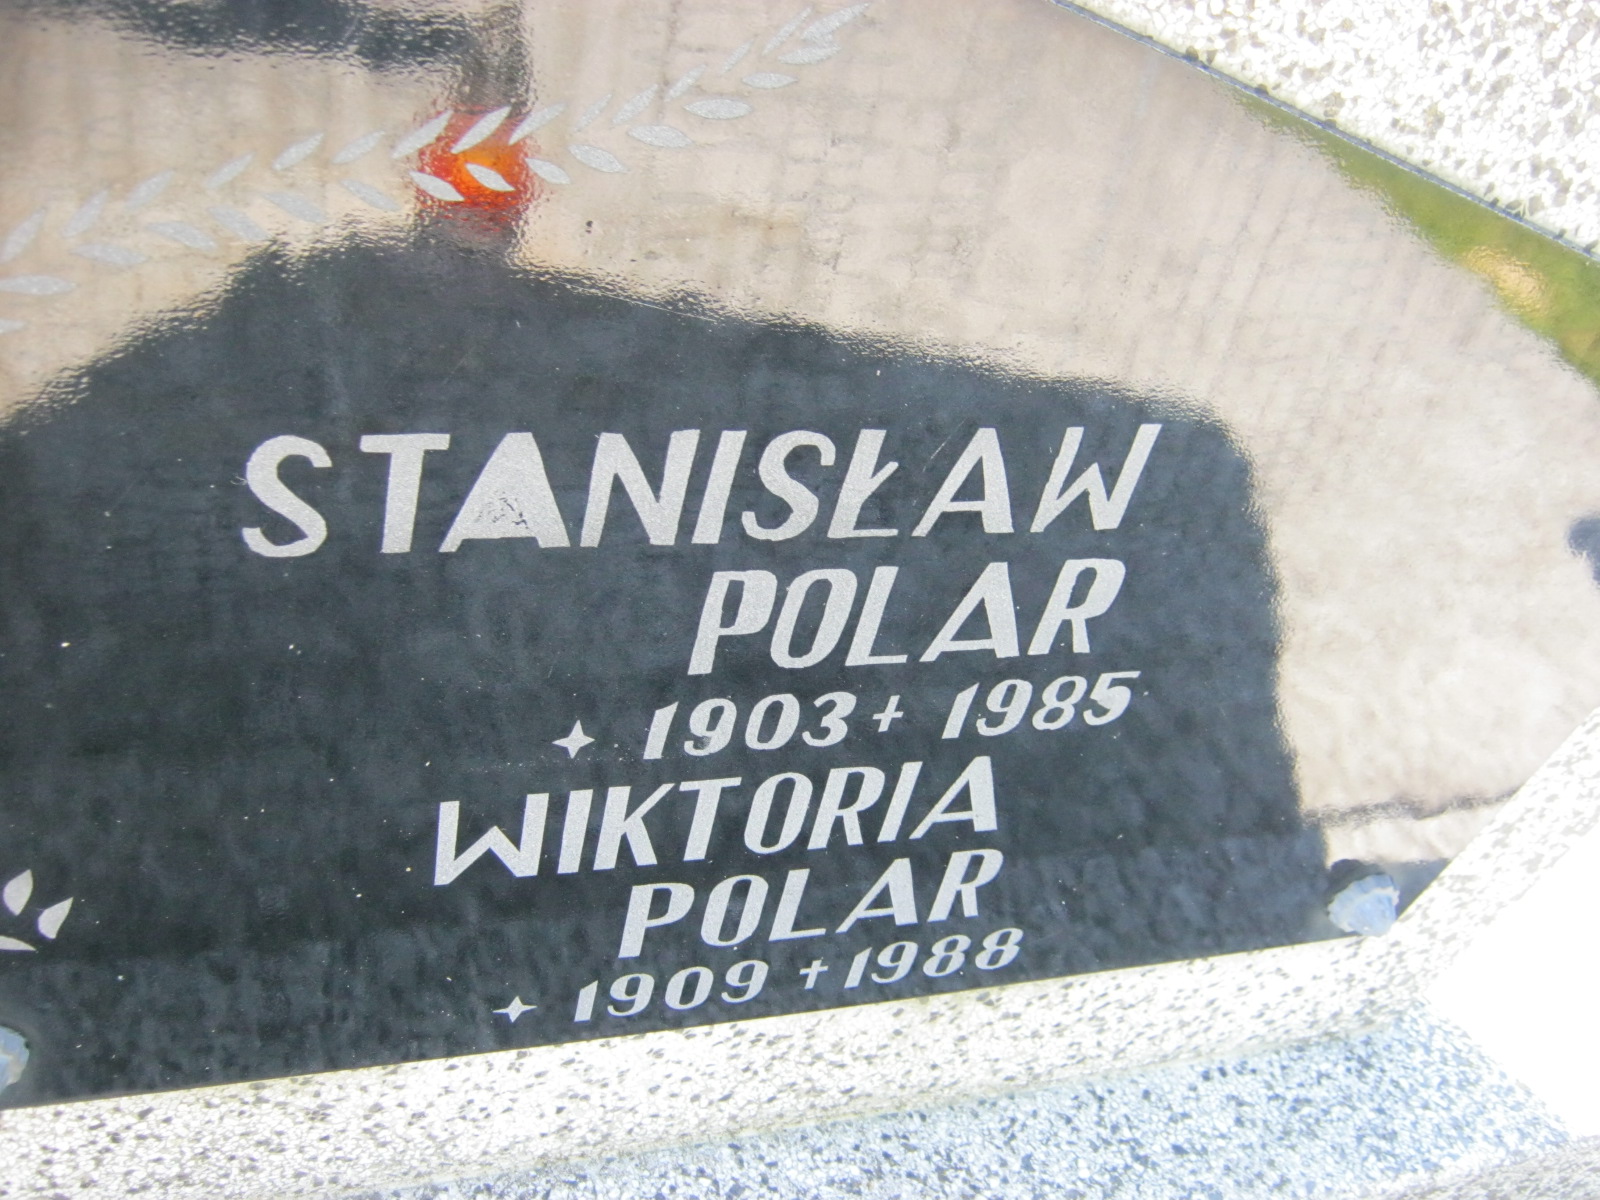 STANISŁAW
POLAR
✦ 1903 + 1985
WIKTORIA
POLAR
✦ 1909 + 1988